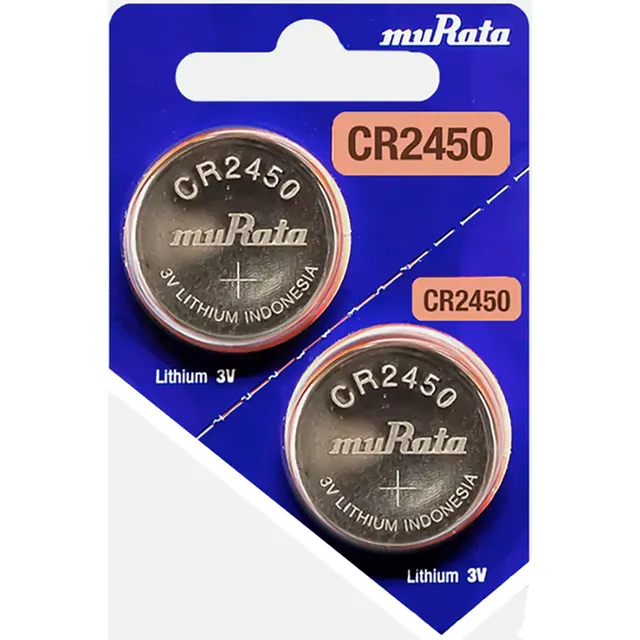 muRata
CR2450
CR2450
muRata
+
3V LITHIUM INDONESIA
Lithium 3V
CR2450
CR2450
muRata
+
3V LITHIUM INDONESIA
Lithium 3V